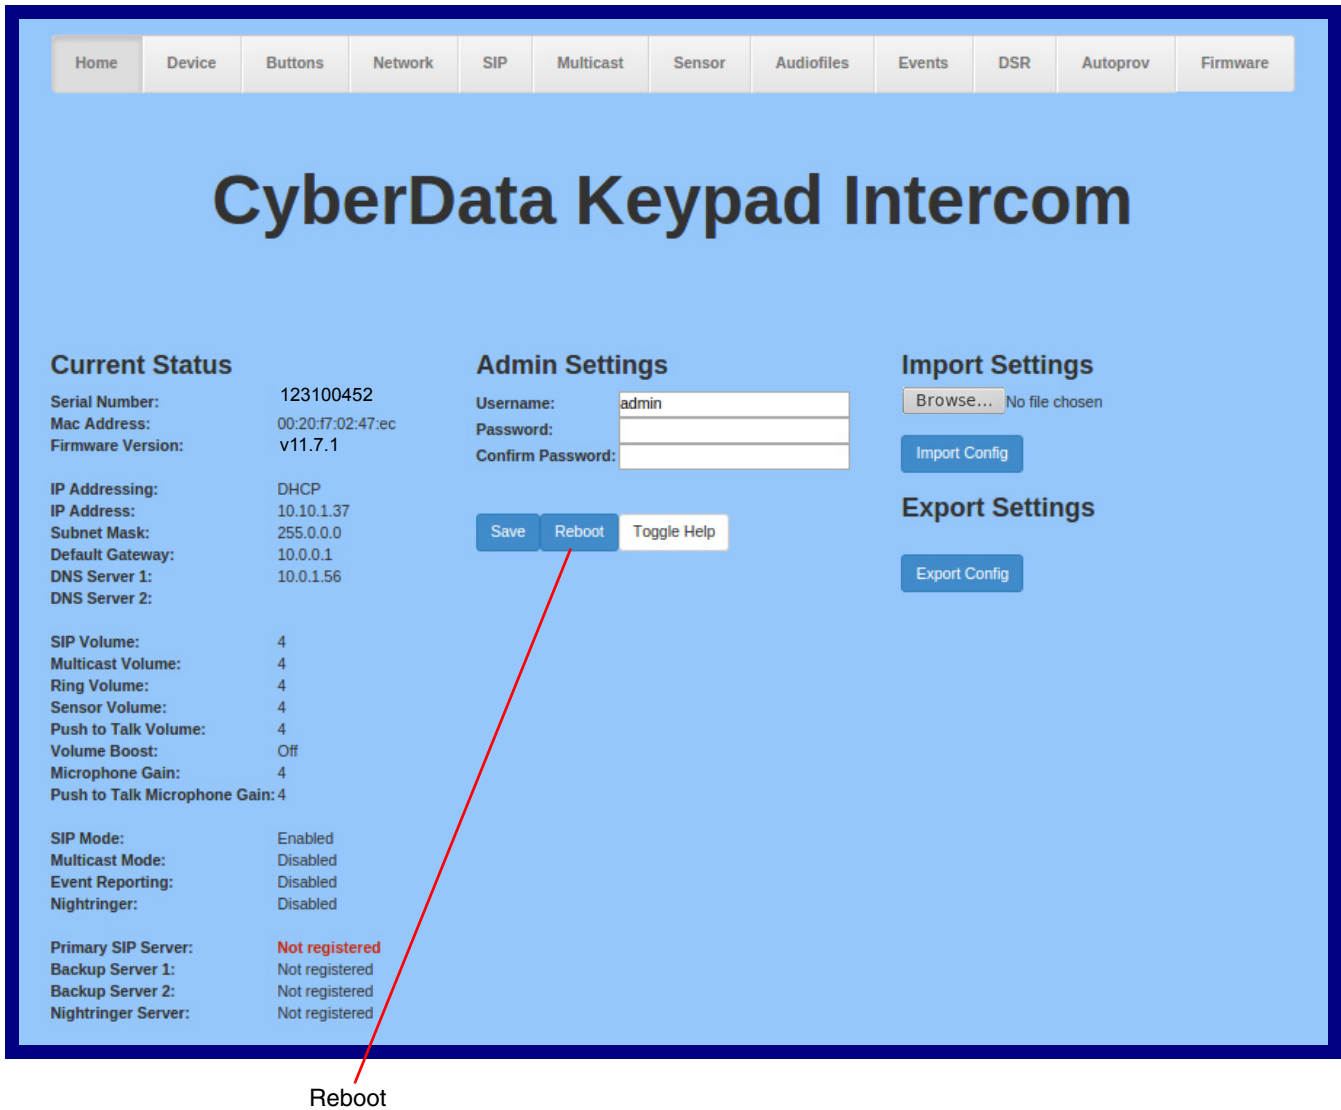 Home Device Buttons Network SIP Multicast Sensor Audiofiles Events DSR Autoprov Firmware
CyberData Keypad Intercom
Current Status
Serial Number: 123100452
Mac Address: 00:20:f7:02:47:ec
Firmware Version: v11.7.1
IP Addressing: DHCP
IP Address: 10.10.1.37
Subnet Mask: 255.0.0.0
Default Gateway: 10.0.0.1
DNS Server 1: 10.0.1.56
DNS Server 2:
SIP Volume: 4
Multicast Volume: 4
Ring Volume: 4
Sensor Volume: 4
Push to Talk Volume: 4
Volume Boost: Off
Microphone Gain: 4
Push to Talk Microphone Gain: 4
SIP Mode: Enabled
Multicast Mode: Disabled
Event Reporting: Disabled
Nightringer: Disabled
Primary SIP Server: Not registered
Backup Server 1: Not registered
Backup Server 2: Not registered
Nightringer Server: Not registered
Admin Settings
Username: admin
Password:
Confirm Password:
Save Reboot Toggle Help
Import Settings
Browse... No file chosen
Import Config
Export Settings
Export Config
Reboot